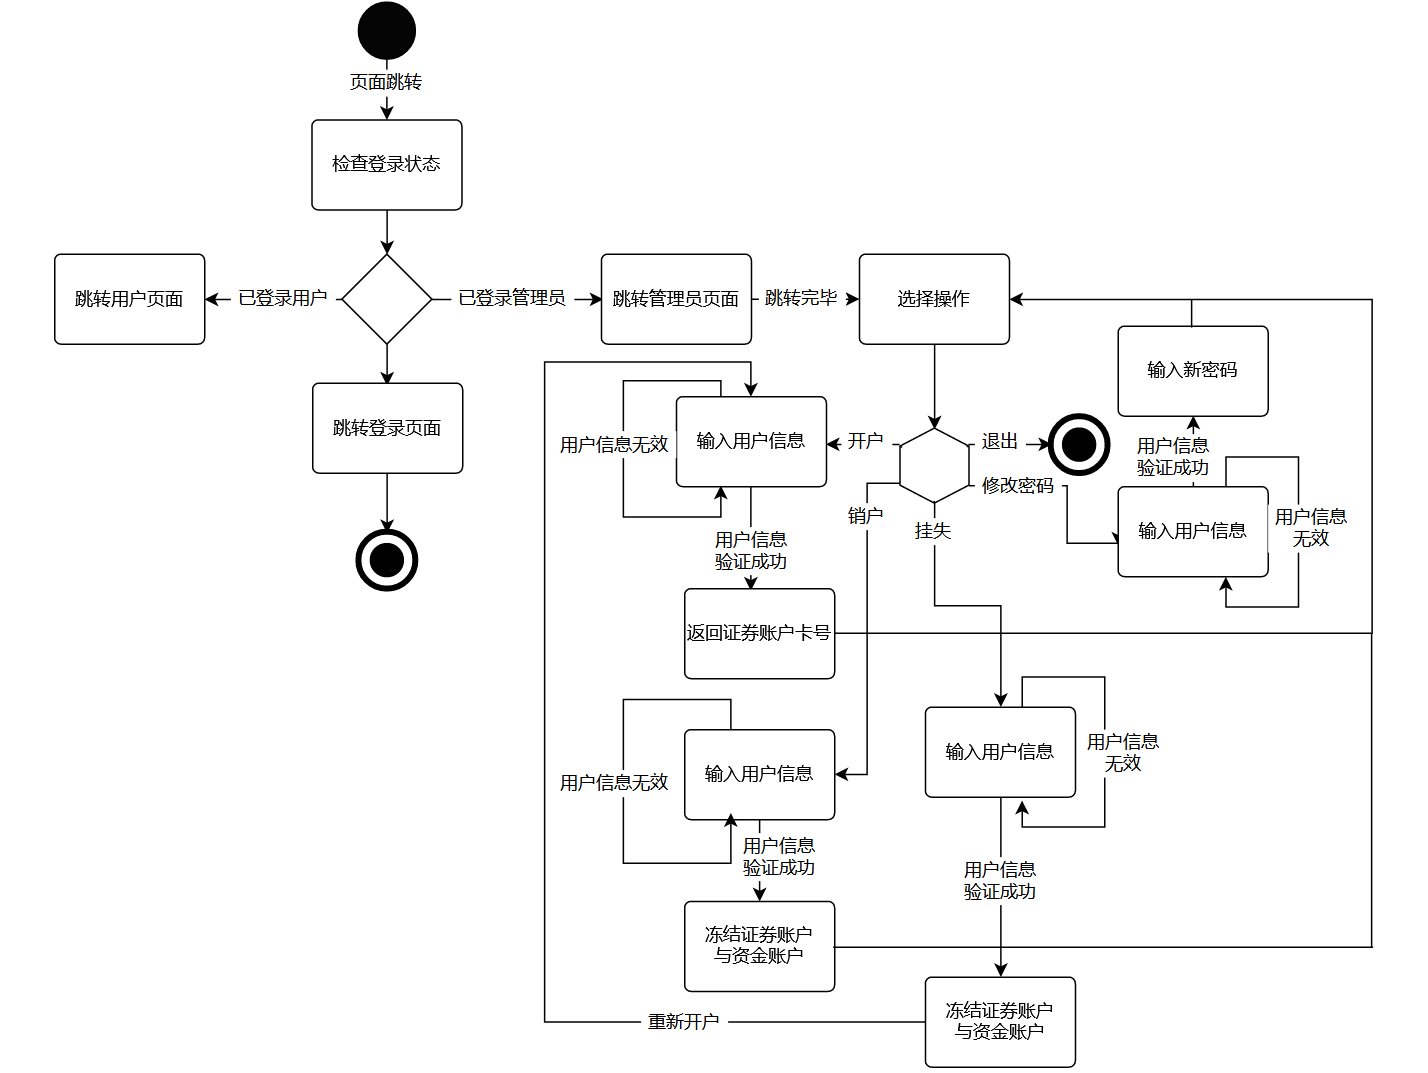 页面跳转
检查登录状态
跳转用户页面
已登录用户
已登录管理员
跳转管理员页面
跳转完毕
选择操作
跳转登录页面
输入新密码
用户信息无效
输入用户信息
开户
退出
用户信息
验证成功
修改密码
销户
挂失
输入用户信息
用户信息
无效
用户信息
验证成功
返回证券账户卡号
用户信息无效
输入用户信息
输入用户信息
用户信息
无效
用户信息
验证成功
用户信息
验证成功
冻结证券账户
与资金账户
重新开户
冻结证券账户
与资金账户